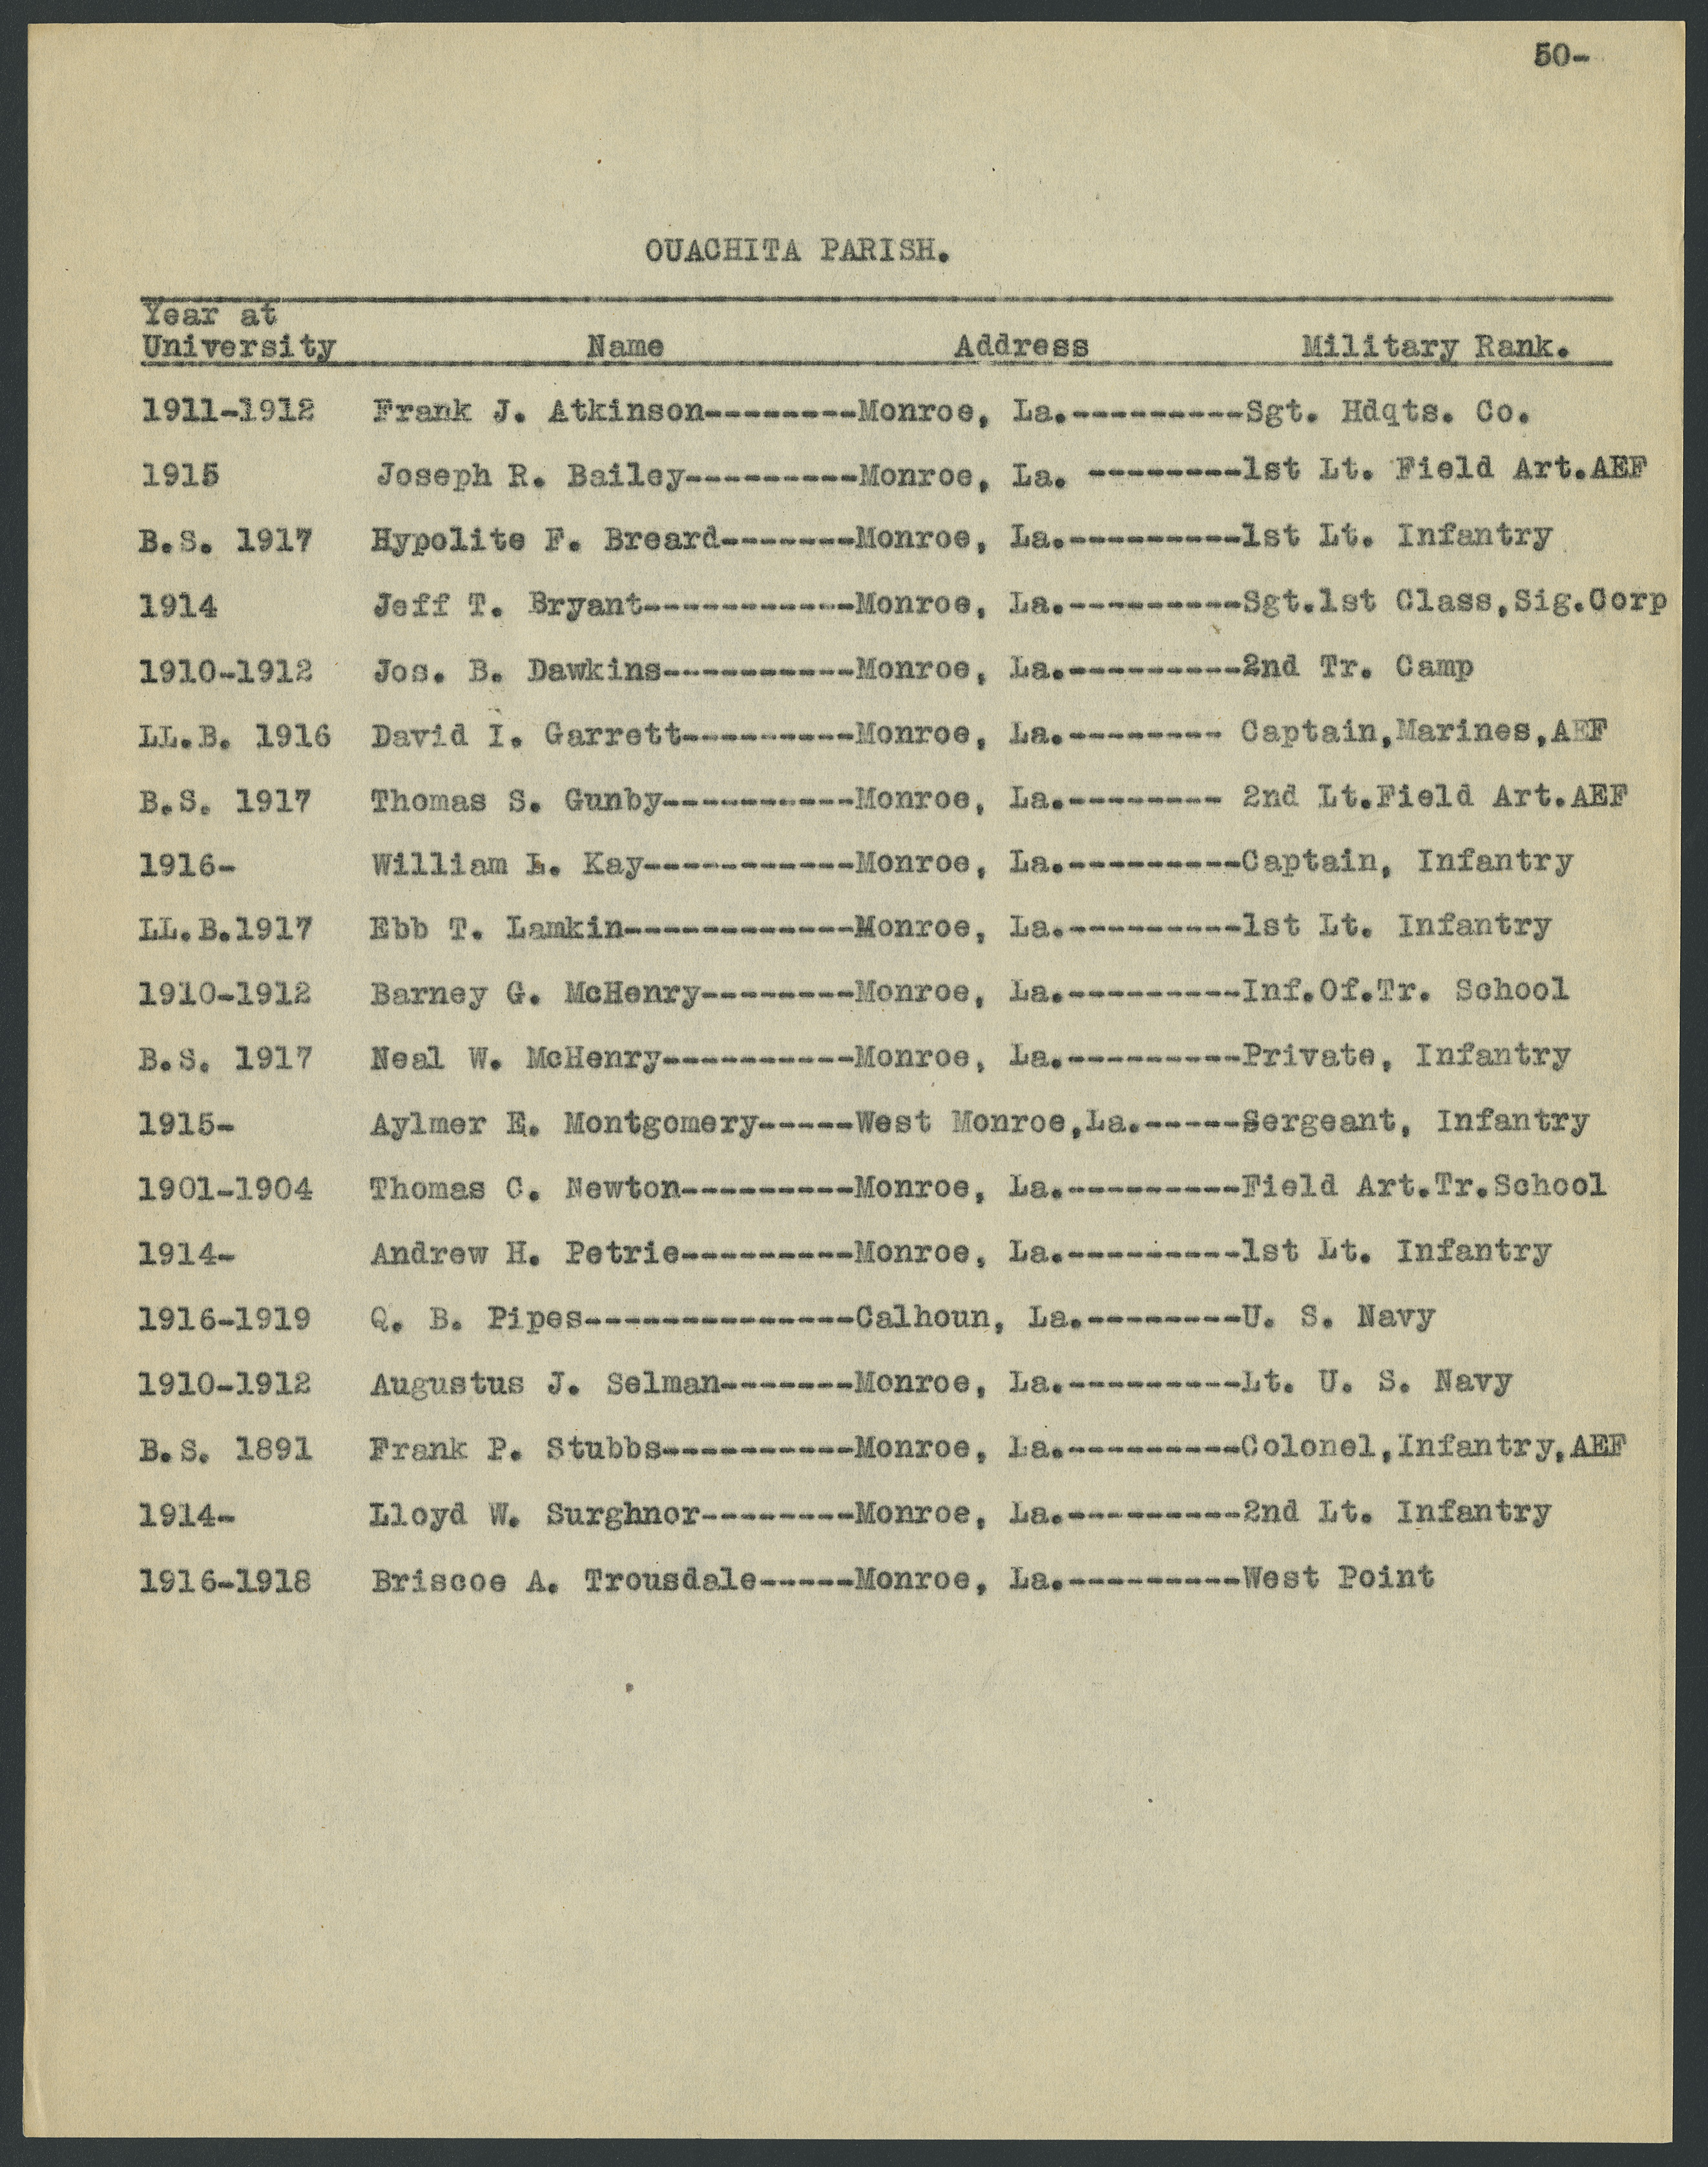 50-
OUACHITA PARISH.
Year at
University Name Address Military Rank.
1911-1912 Frank J. Atkinson--------Monroe, La.---------Sgt. Hdqts. Co.
1915 Joseph R. Bailey---------Monroe, La. --------1st Lt. Field Art.AEF
B.S. 1917 Hypolite F. Breard-------Monroe, La.---------1st Lt. Infantry
1914 Jeff T. Bryant-----------Monroe, La.---------Sgt.1st Class,Sig.Corp
1910-1912 Jos. B. Dawkins----------Monroe, La.---------2nd Tr. Camp
LL.B. 1916 David I. Garrett---------Monroe, La.-------- Captain,Marines,AEF
B.S. 1917 Thomas S. Gunby----------Monroe, La.-------- 2nd Lt.Field Art.AEF
1916- William L. Kay-----------Monroe, La.---------Captain, Infantry
LL.B.1917 Ebb T. Lamkin------------Monroe, La.---------1st Lt. Infantry
1910-1912 Barney G. McHenry--------Monroe, La.---------Inf.Of.Tr. School
B.S. 1917 Neal W. McHenry----------Monroe, La.---------Private, Infantry
1915- Aylmer E. Montgomery-----West Monroe,La.-----Sergeant, Infantry
1901-1904 Thomas C. Newton---------Monroe, La.---------Field Art.Tr.School
1914- Andrew H. Petrie---------Monroe, La.---------1st Lt. Infantry
1916-1919 Q. B. Pipes--------------Calhoun, La.--------U. S. Navy
1910-1912 Augustus J. Selman-------Monroe, La.---------Lt. U. S. Navy
B.S. 1891 Frank P. Stubbs----------Monroe, La.---------Colonel,Infantry,AEF
1914- Lloyd W. Surghnor--------Monroe, La.---------2nd Lt. Infantry
1916-1918 Briscoe A. Trousdale-----Monroe, La.---------West Point